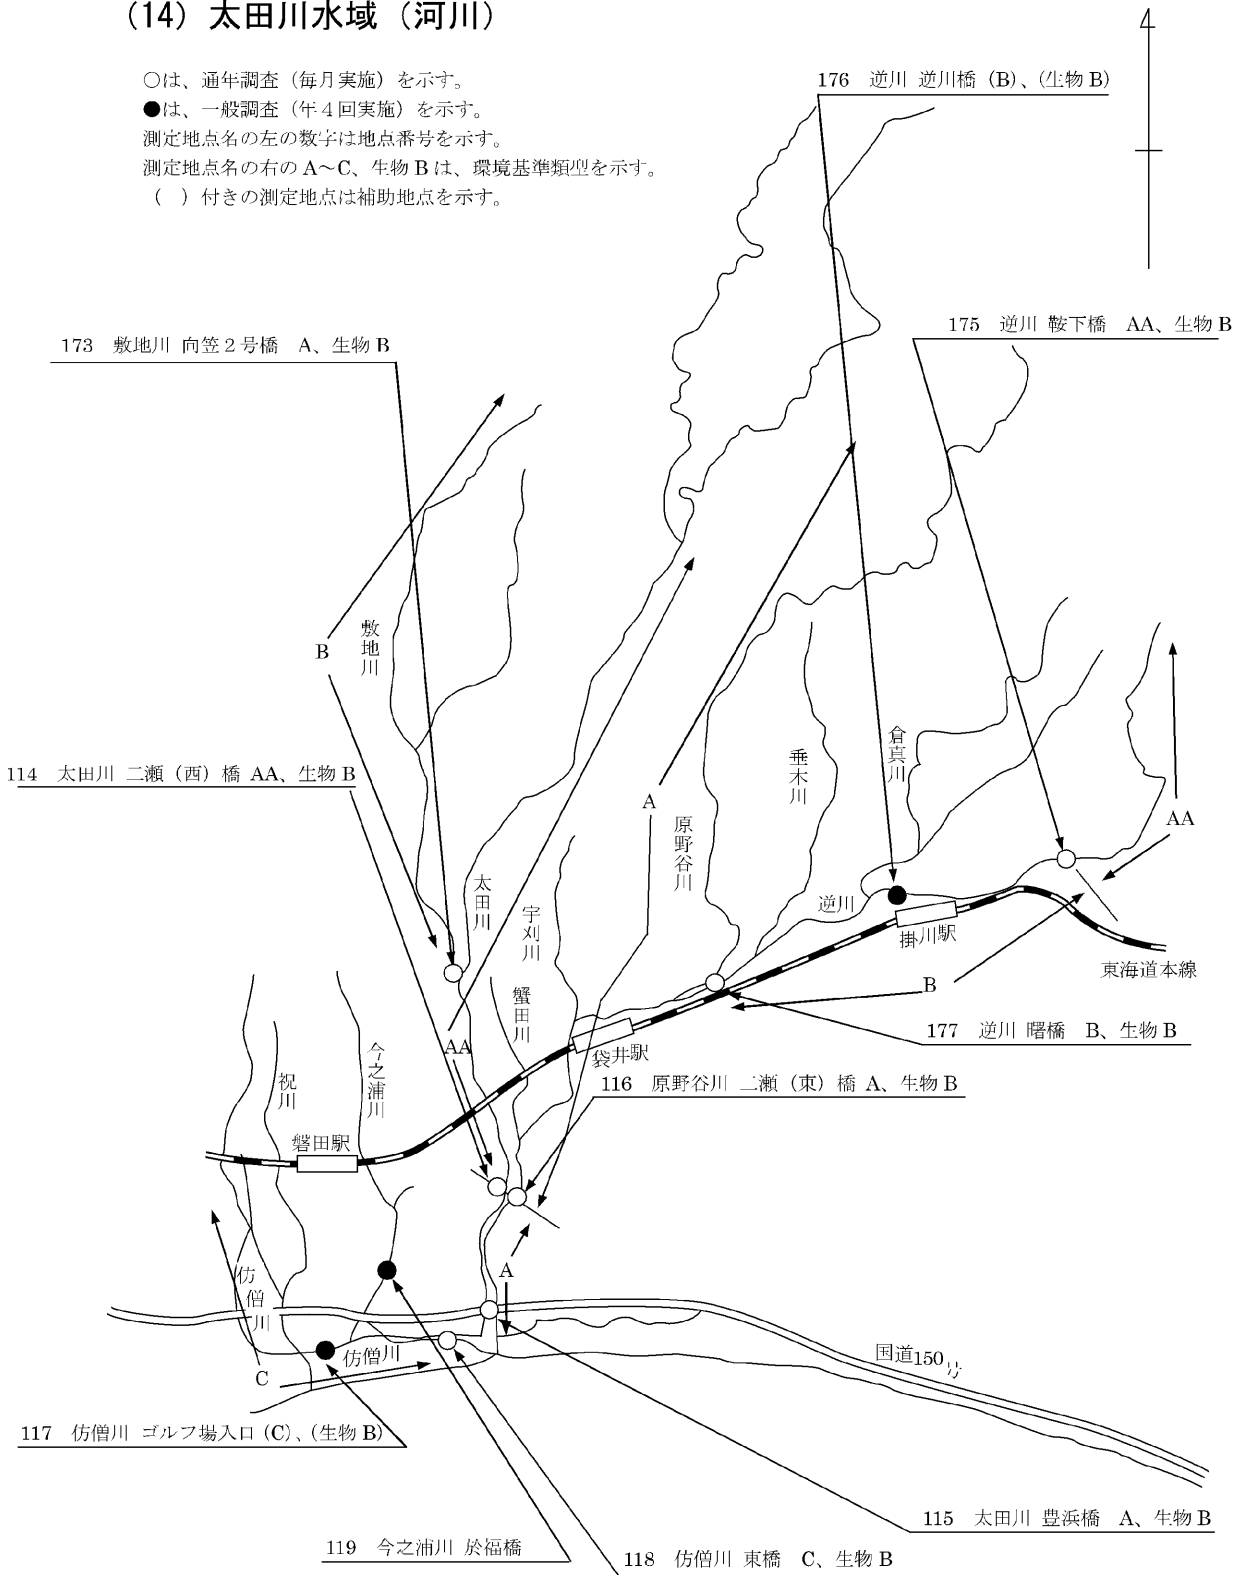 （14）太田川水域（河川）
○は、通年調査（毎月実施）を示す。
●は、一般調査（年４回実施）を示す。
測定地点名の左の数字は地点番号を示す。
測定地点名の右の A～C、生物 B は、環境基準類型を示す。
（　）付きの測定地点は補助地点を示す。
4
176　逆川 逆川橋 (B)、(生物 B)
175　逆川 鞍下橋　AA、生物 B
173　敷地川 向笠２号橋　A、生物 B
B
敷地川
114　太田川 二瀬（西）橋 AA、生物 B
A
原野谷川
垂木川
倉真川
AA
太田川
宇刈川
逆川
掛川駅
東海道本線
B
蟹田川
177　逆川 曙橋　B、生物 B
AA
袋井駅
116　原野谷川 二瀬（東）橋 A、生物 B
今之浦川
祝川
磐田駅
A
仿僧川
仿僧川
C
国道150号
117　仿僧川 ゴルフ場入口 (C)、(生物 B)
115　太田川 豊浜橋　A、生物 B
119　今之浦川 於福橋
118　仿僧川 東橋　C、生物 B